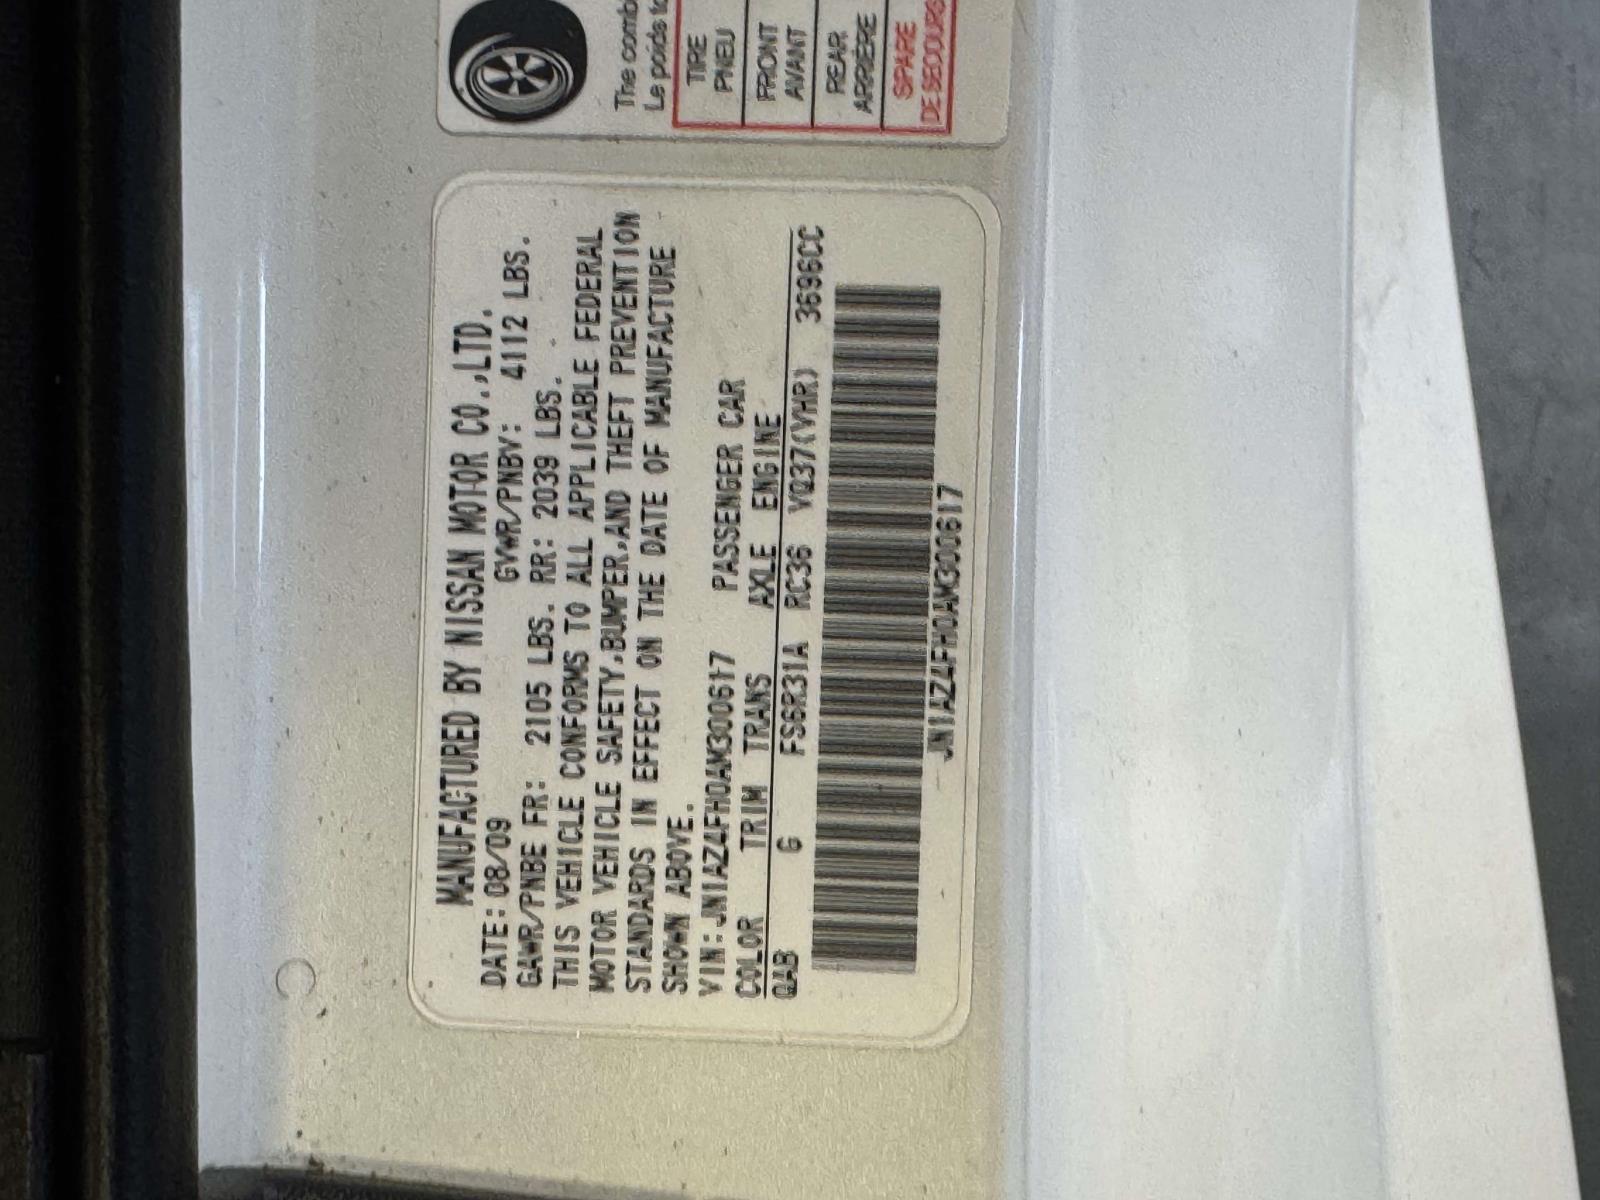 MANUFACTURED BY NISSAN MOTOR CO.,LTD.
DATE:08/09 GVWR/PNBV: 4112 LBS.
GAWR/PNBE FR: 2105 LBS. RR: 2039 LBS.
THIS VEHICLE CONFORMS TO ALL APPLICABLE FEDERAL
MOTOR VEHICLE SAFETY,BUMPER,AND THEFT PREVENTION
STANDARDS IN EFFECT ON THE DATE OF MANUFACTURE
SHOWN ABOVE.
VIN:JN1AZ4FH0AM300617 PASSENGER CAR
COLOR TRIM TRANS AXLE ENGINE
QAB G FS6R31A RC36 VQ37(VHR) 3696CC
JN1AZ4FH0AM300617
The
Le poids
TIRE
PNEU
FRONT
AVANT
REAR
ARRIÈRE
SPARE
DE SECOURS